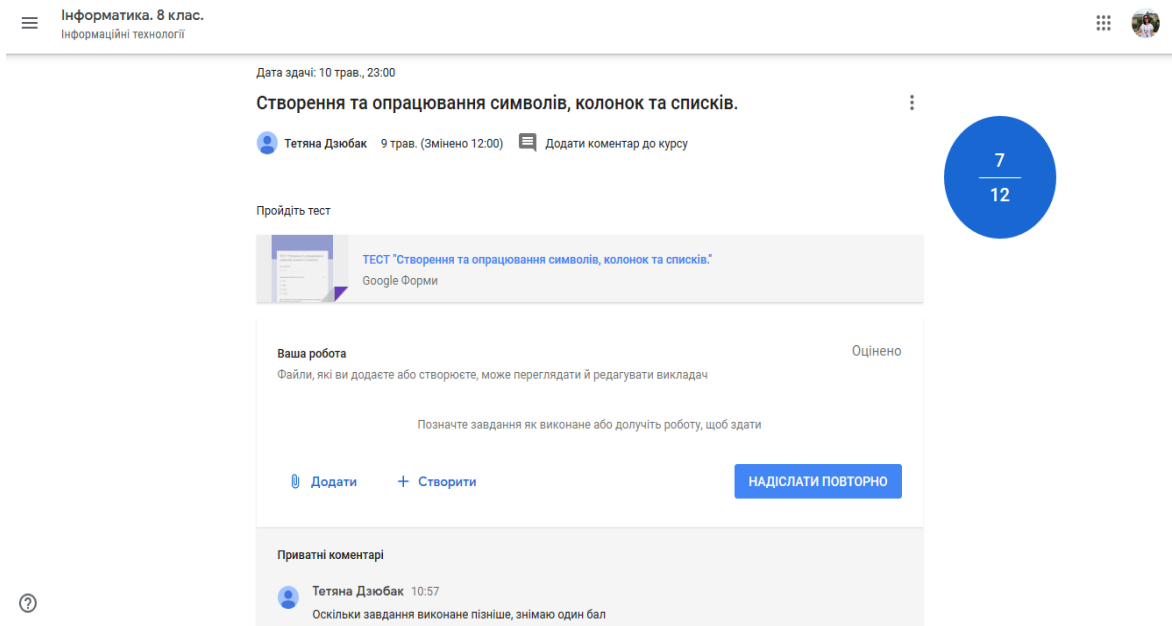 Інформатика. 8 клас.
Інформаційні технології
Дата здачі: 10 трав., 23:00
Створення та опрацювання символів, колонок та списків.
Тетяна Дзюбак 9 трав. (Змінено 12:00) Додати коментар до курсу
7
12
Пройдіть тест
ТЕСТ "Створення та опрацювання символів, колонок та списків."
Google Форми
Ваша робота
Оцінено
Файли, які ви додаєте або створюєте, може переглядати й редагувати викладач
Позначте завдання як виконане або долучіть роботу, щоб здати
Додати
Створити
НАДІСЛАТИ ПОВТОРНО
Приватні коментарі
Тетяна Дзюбак 10:57
Оскільки завдання виконане пізніше, знімаю один бал